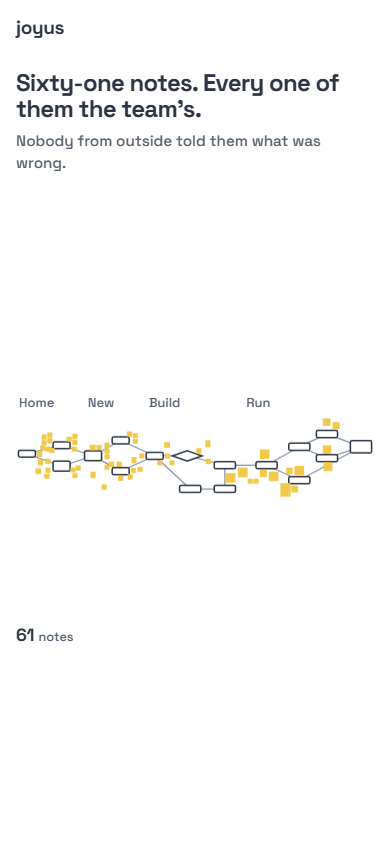 joyus
Sixty-one notes. Every one of
them the team's.
Nobody from outside told them what was
wrong.
Home New Build Run
61 notes